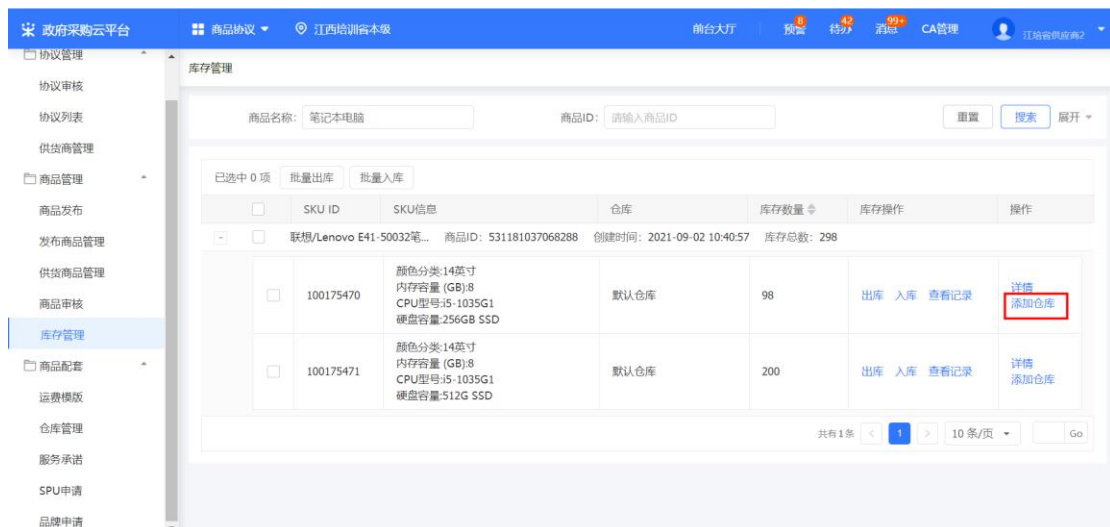 政府采购云平台 商品协议 江西培训省本级 前台大厅 预警 8 待办 42 消息 99+ CA管理 江培省供应商2
协议管理
协议审核
协议列表
供货商管理
商品管理
商品发布
发布商品管理
供货商品管理
商品审核
库存管理
商品配套
运费模版
仓库管理
服务承诺
SPU申请
品牌申请
库存管理
商品名称: 笔记本电脑 商品ID: 请输入商品ID 重置 搜索 展开
已选中 0 项 批量出库 批量入库
SKU ID SKU信息 仓库 库存数量 库存操作 操作
联想/Lenovo E41-50032笔... 商品ID: 531181037068288 创建时间: 2021-09-02 10:40:57 库存总数: 298
颜色分类:14英寸
内存容量 (GB):8
CPU型号:i5-1035G1
硬盘容量:256GB SSD
100175470 默认仓库 98 出库 入库 查看记录
详情
添加仓库
颜色分类:14英寸
内存容量 (GB):8
CPU型号:i5-1035G1
硬盘容量:512G SSD
100175471 默认仓库 200 出库 入库 查看记录
详情
添加仓库
共有1条 < 1 > 10 条/页 Go